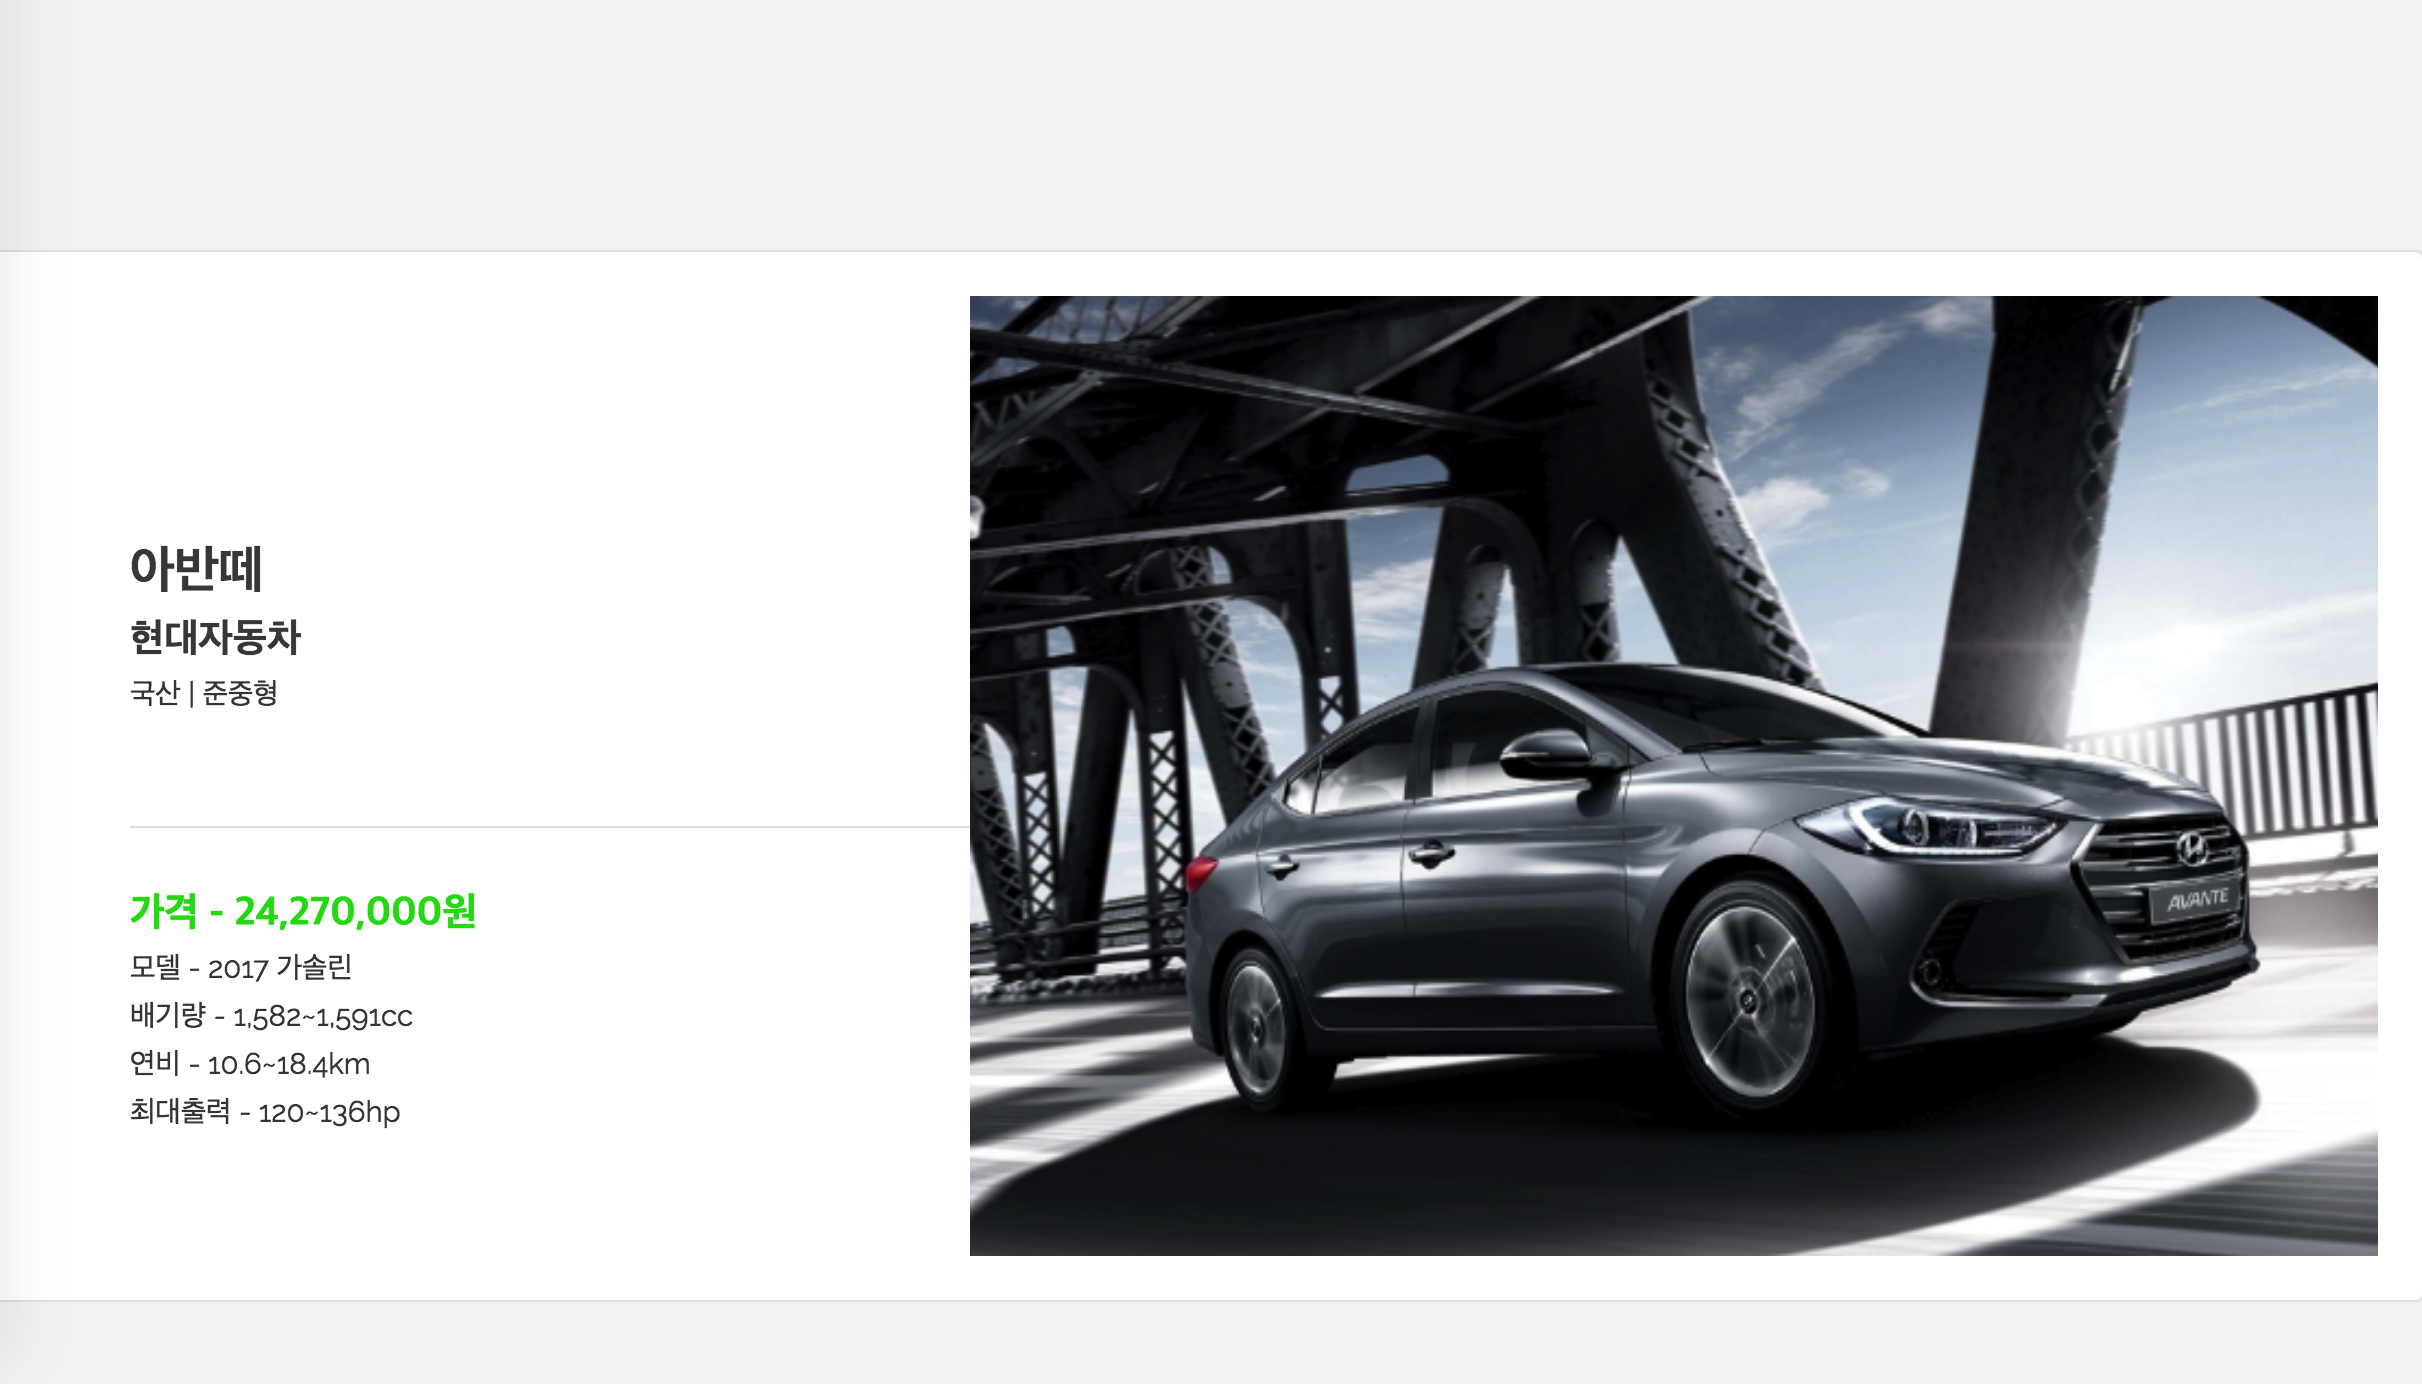 아반떼
현대자동차
국산 | 준중형
가격 - 24,270,000원
모델 - 2017 가솔린
배기량 - 1,582~1,591cc
연비 - 10.6~18.4km
최대출력 - 120~136hp
AVANTE